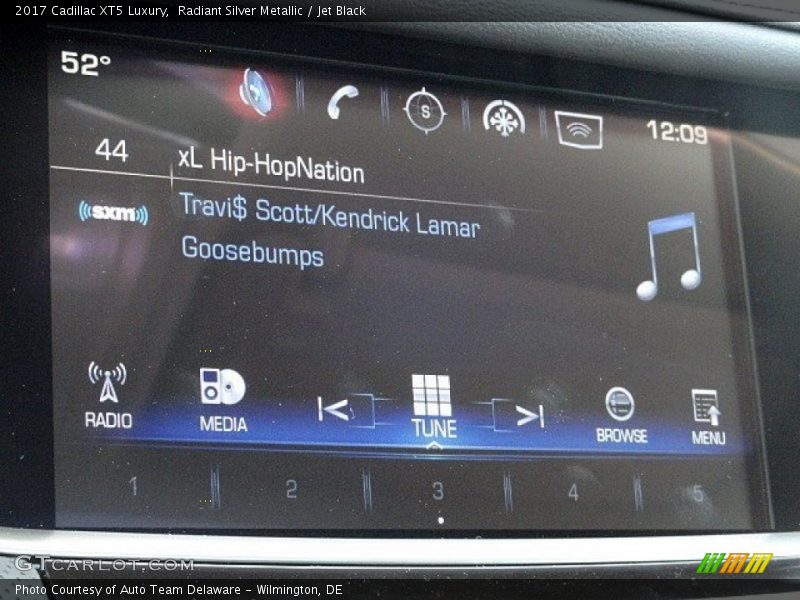 2017 Cadillac XT5 Luxury,  Radiant Silver Metallic / Jet Black
52°
S
12:09
44
xL Hip-HopNation
sxm
Travi$ Scott/Kendrick Lamar
Goosebumps
RADIO
MEDIA
TUNE
BROWSE
MENU
1
2
3
4
5
GTCARLOT.COM
Photo Courtesy of Auto Team Delaware - Wilmington, DE